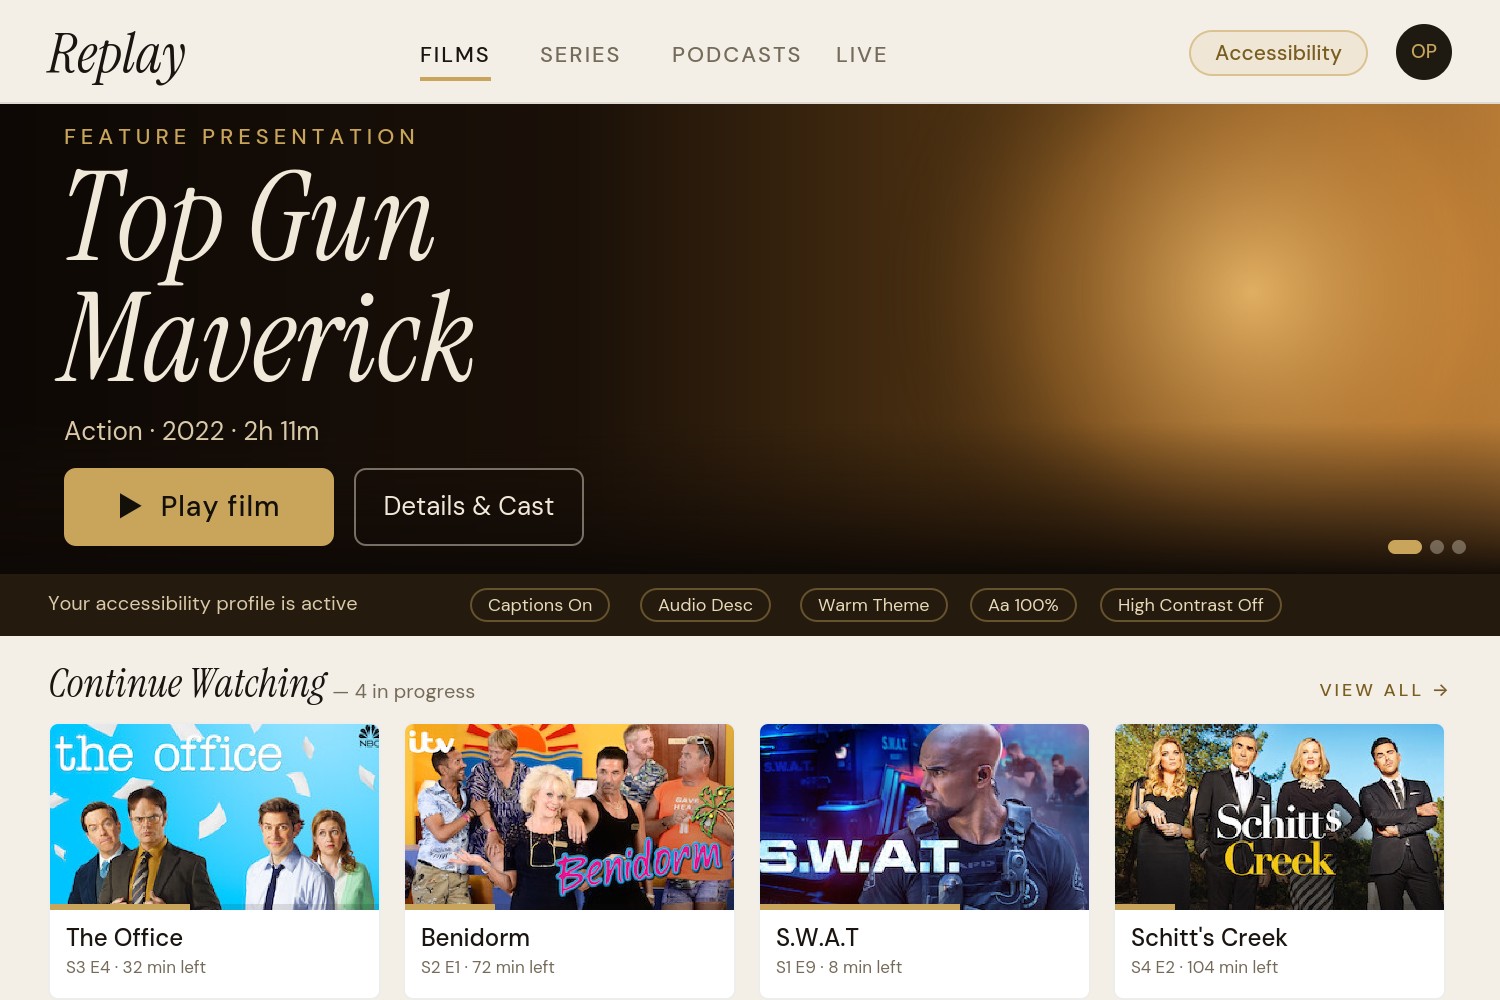 Replay
FILMS
SERIES
PODCASTS
LIVE
Accessibility
OP
FEATURE PRESENTATION
Top Gun
Maverick
Action · 2022 · 2h 11m
▶ Play film
Details & Cast
Your accessibility profile is active
Captions On
Audio Desc
Warm Theme
Aa 100%
High Contrast Off
Continue Watching — 4 in progress
VIEW ALL →
the office
NBC
itv
GAVE
Benidorm
S.W.A.T.
S.W.A.T.
S.W.A.T.
Schitt$
Creek
The Office
S3 E4 · 32 min left
Benidorm
S2 E1 · 72 min left
S.W.A.T
S1 E9 · 8 min left
Schitt's Creek
S4 E2 · 104 min left